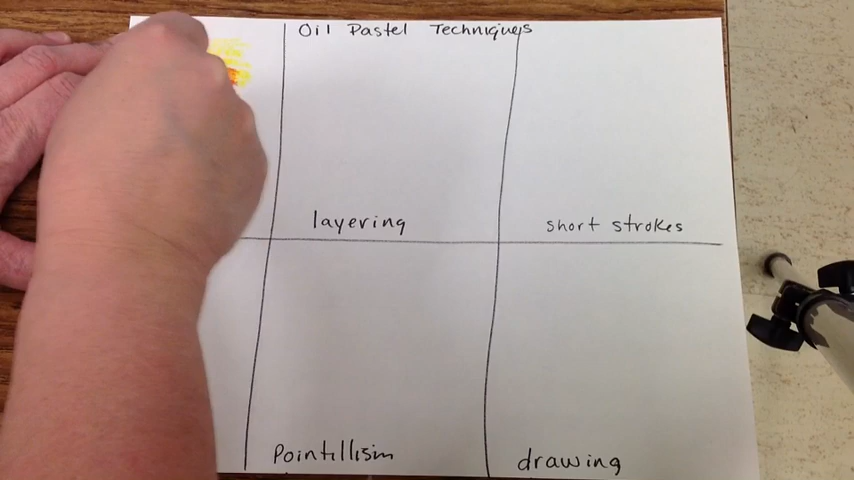 Oil Pastel Techniques
layering
short strokes
Pointillism
drawing